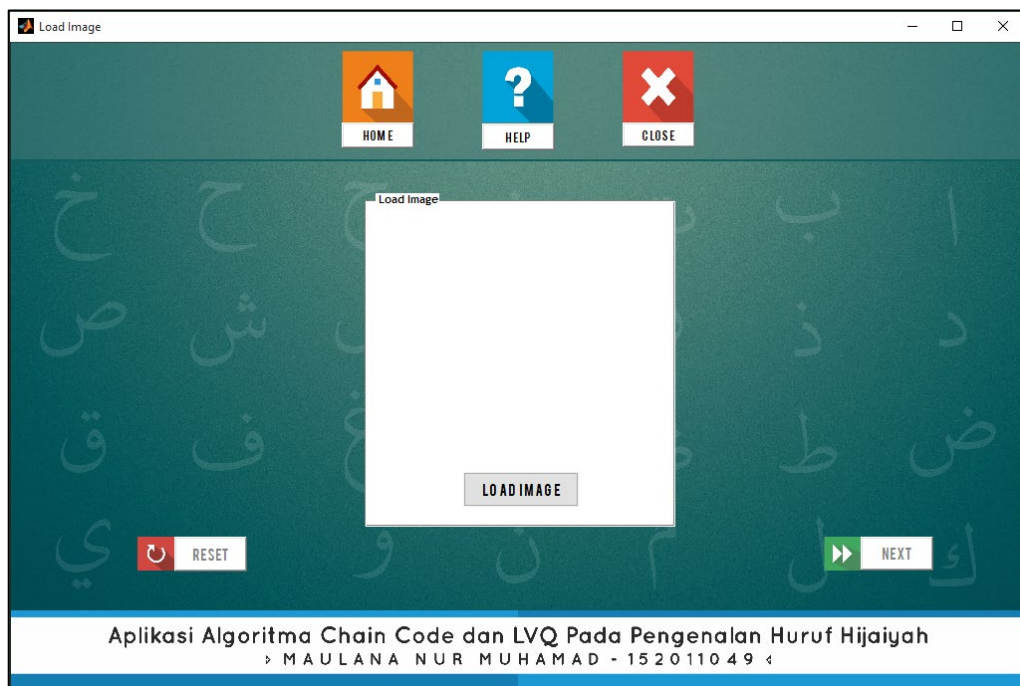 Load Image
HOME
HELP
CLOSE
Load Image
ا
ب
ح
خ
د
ذ
ش
ص
ض
ط
غ
ف
ق
LOAD IMAGE
ك
ل
م
ن
و
ي
RESET
NEXT
Aplikasi Algoritma Chain Code dan LVQ Pada Pengenalan Huruf Hijaiyah
MAULANA NUR MUHAMAD - 152011049